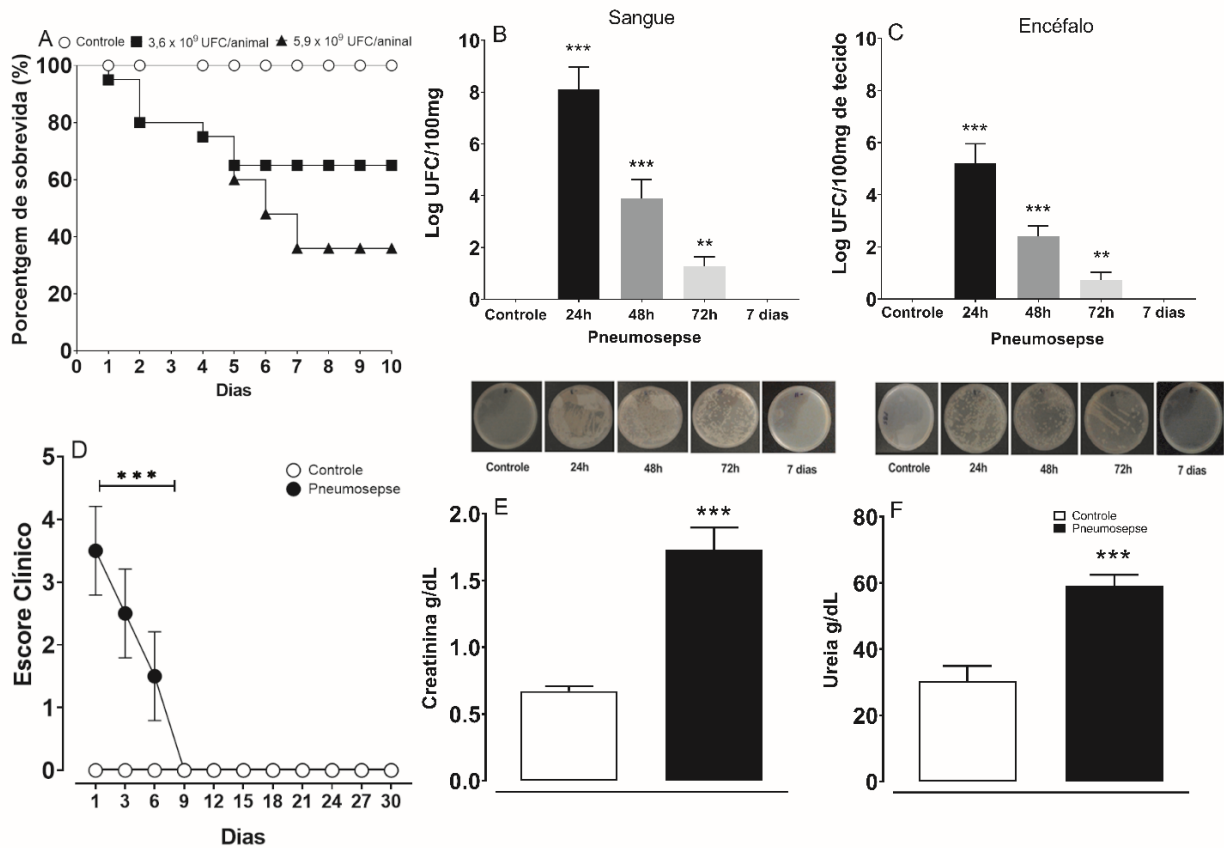 A
Controle 3,6 x 10⁹ UFC/animal 5,9 x 10⁹ UFC/aninal
Porcentgem de sobrevida (%)
100
80
60
40
20
0
0 1 2 3 4 5 6 7 8 9 10
Dias
B
Sangue
Log UFC/100mg
10
8
6
4
2
0
***
***
**
Controle 24h 48h 72h 7 dias
Pneumosepse
Controle 24h 48h 72h 7 dias
C
Encéfalo
Log UFC/100mg de tecido
10
8
6
4
2
0
***
***
**
Controle 24h 48h 72h 7 dias
Pneumosepse
Controle 24h 48h 72h 7 dias
D
Controle
Pneumosepse
***
Escore Clínico
5
4
3
2
1
0
1 3 6 9 12 15 18 21 24 27 30
Dias
E
***
Creatinina g/dL
2.0
1.5
1.0
0.5
0.0
F
Controle
Pneumosepse
***
Ureia g/dL
80
60
40
20
0